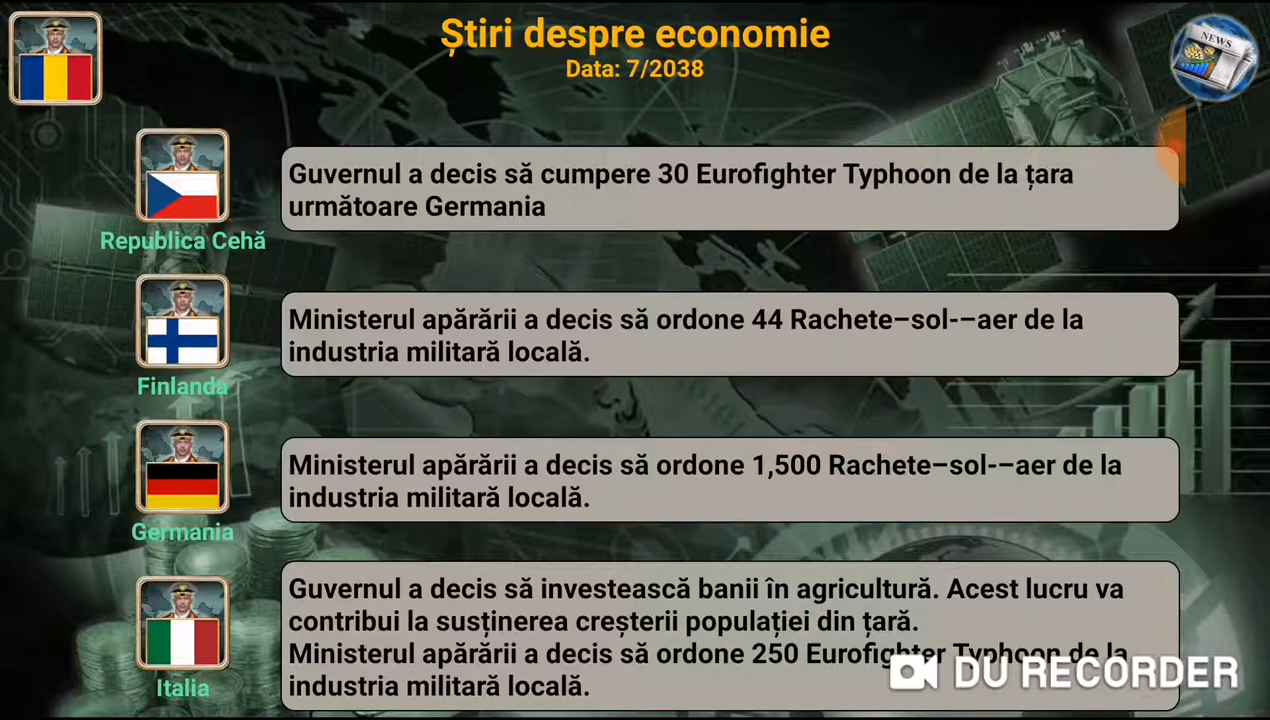 Știri despre economie
Data: 7/2038
NEWS
Guvernul a decis să cumpere 30 Eurofighter Typhoon de la țara
următoare Germania
Republica Cehă
Ministerul apărării a decis să ordone 44 Rachete–sol-–aer de la
industria militară locală.
Finlanda
Ministerul apărării a decis să ordone 1,500 Rachete–sol-–aer de la
industria militară locală.
Germania
Guvernul a decis să investească banii în agricultură. Acest lucru va
contribui la susținerea creșterii populației din țară.
Ministerul apărării a decis să ordone 250 Eurofighter Typhoon de la
industria militară locală.
Italia
DU RECORDER